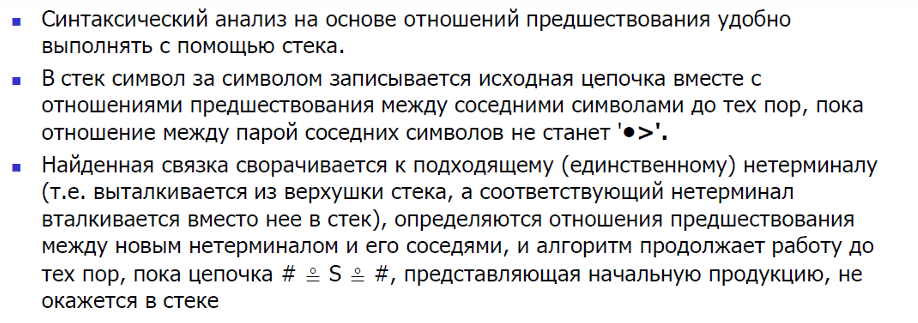 ▪ Синтаксический анализ на основе отношений предшествования удобно
выполнять с помощью стека.
▪ В стек символ за символом записывается исходная цепочка вместе с
отношениями предшествования между соседними символами до тех пор, пока
отношение между парой соседних символов не станет '●>'.
▪ Найденная связка сворачивается к подходящему (единственному) нетерминалу
(т.е. выталкивается из верхушки стека, а соответствующий нетерминал
вталкивается вместо нее в стек), определяются отношения предшествования
между новым нетерминалом и его соседями, и алгоритм продолжает работу до
тех пор, пока цепочка # ≗ S ≗ #, представляющая начальную продукцию, не
окажется в стеке